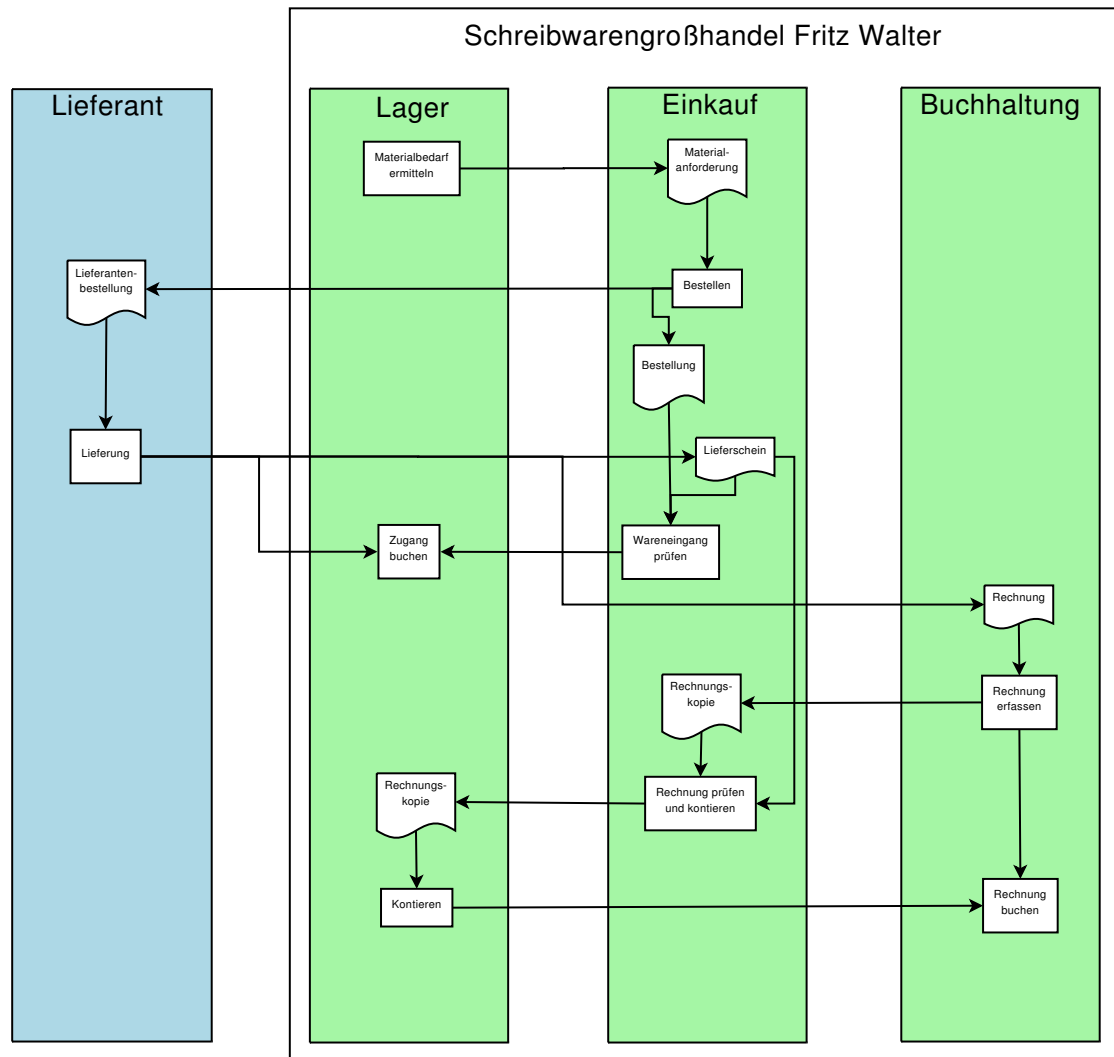 Schreibwarengroßhandel Fritz Walter
Lieferant
Lager
Einkauf
Buchhaltung
Materialbedarf
ermitteln
Material-
anforderung
Lieferanten-
bestellung
Bestellen
Bestellung
Lieferung
Lieferschein
Zugang
buchen
Wareneingang
prüfen
Rechnung
Rechnungs-
kopie
Rechnung
erfassen
Rechnungs-
kopie
Rechnung prüfen
und kontieren
Kontieren
Rechnung
buchen